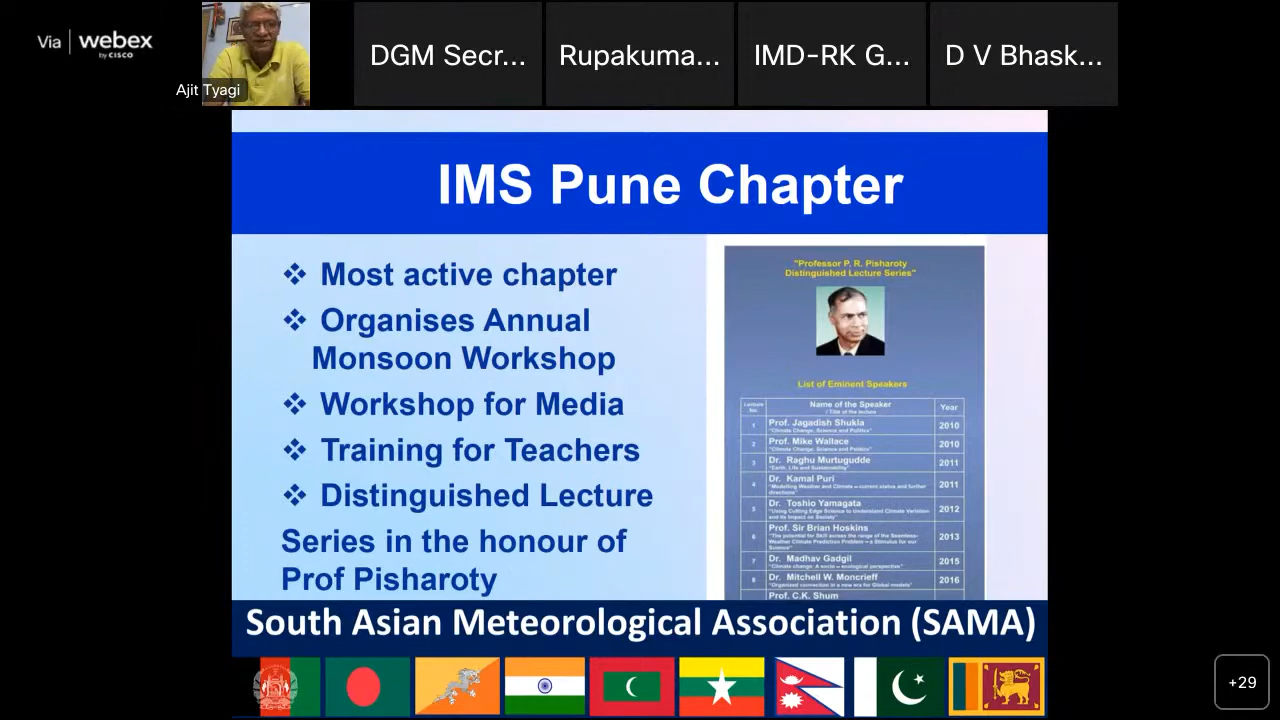 Via webex
by CISCO
Ajit Tyagi
DGM Secr...
Rupakuma...
IMD-RK G...
D V Bhask...
IMS Pune Chapter
❖ Most active chapter
❖ Organises Annual
Monsoon Workshop
❖ Workshop for Media
❖ Training for Teachers
❖ Distinguished Lecture
Series in the honour of
Prof Pisharoty
"Professor P. R. Pisharoty
Distinguished Lecture Series"
List of Eminent Speakers
Lecture No. Name of the Speaker / Title of the lecture Year
1 Prof. Jagadish Shukla 2010
"Climate Change, Science and Politics"
2 Prof. Mike Wallace 2010
"Climate Change, Science and Politics"
3 Dr. Raghu Murtugudde 2011
"Earth, Life and Sustainability"
4 Dr. Kamal Puri 2011
"Modelling Weather and Climate – current status and further
directions"
5 Dr. Toshio Yamagata 2012
"Using Cutting Edge Science to Understand Climate Variation
and its Impact on Society"
6 Prof. Sir Brian Hoskins 2013
"The potential for Skill across the range of the Seamless-
Weather Climate Prediction Problem – a Stimulus for our
Science"
7 Dr. Madhav Gadgil 2015
"Climate change: A socio – ecological perspective"
8 Dr. Mitchell W. Moncrieff 2016
"Organized convection in a new era for Global models"
Prof. C.K. Shum
South Asian Meteorological Association (SAMA)
+29